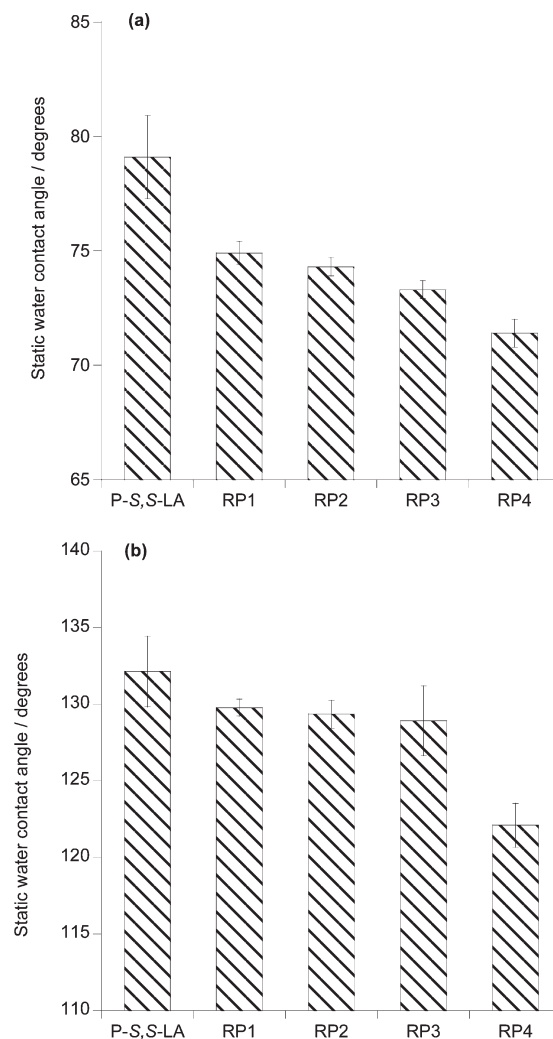 (a)
85
80
75
70
65
Static water contact angle / degrees
P-S,S-LA RP1 RP2 RP3 RP4
(b)
140
135
130
125
120
115
110
Static water contact angle / degrees
P-S,S-LA RP1 RP2 RP3 RP4